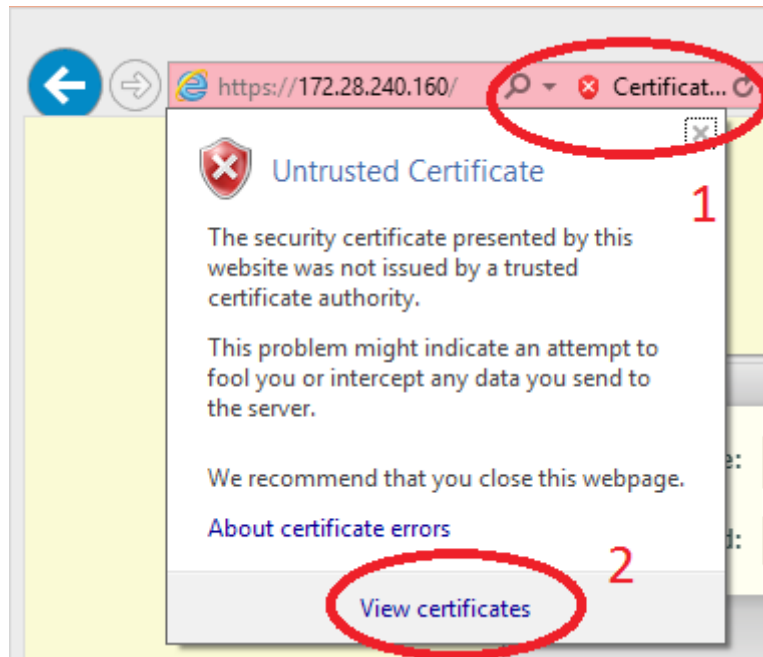 https://172.28.240.160/ Certificat...
Untrusted Certificate
1
The security certificate presented by this
website was not issued by a trusted
certificate authority.
This problem might indicate an attempt to
fool you or intercept any data you send to
the server.
e:
We recommend that you close this webpage.
About certificate errors
d:
2
View certificates